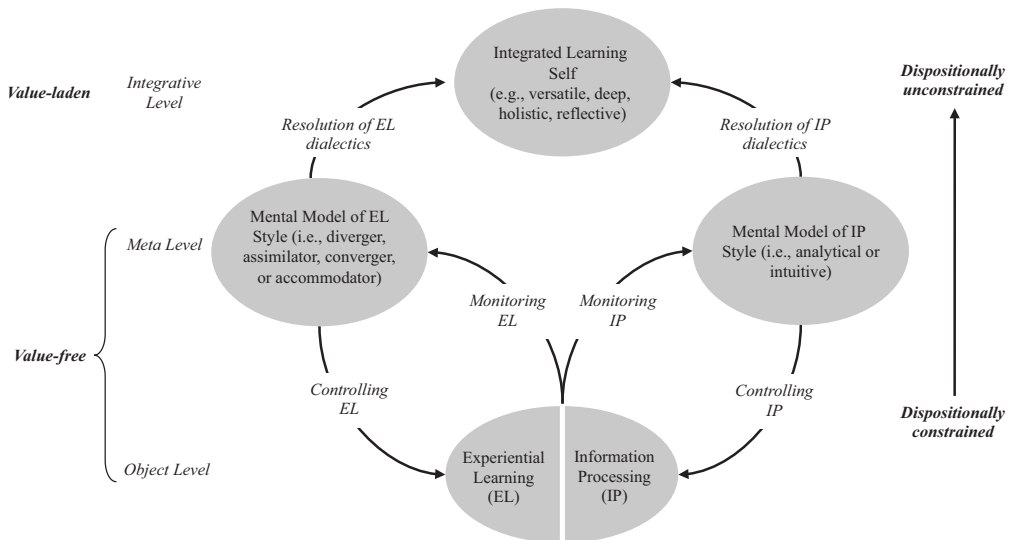 Integrated Learning
Self
(e.g., versatile, deep,
holistic, reflective)
Value-laden
Integrative
Level
Dispositionally
unconstrained
Resolution of EL
dialectics
Resolution of IP
dialectics
Mental Model of EL
Style (i.e., diverger,
assimilator, converger,
or accommodator)
Meta Level
Mental Model of IP
Style (i.e., analytical or
intuitive)
Monitoring
EL
Monitoring
IP
Value-free
Controlling
EL
Controlling
IP
Dispositionally
constrained
Object Level
Experiential
Learning
(EL)
Information
Processing
(IP)